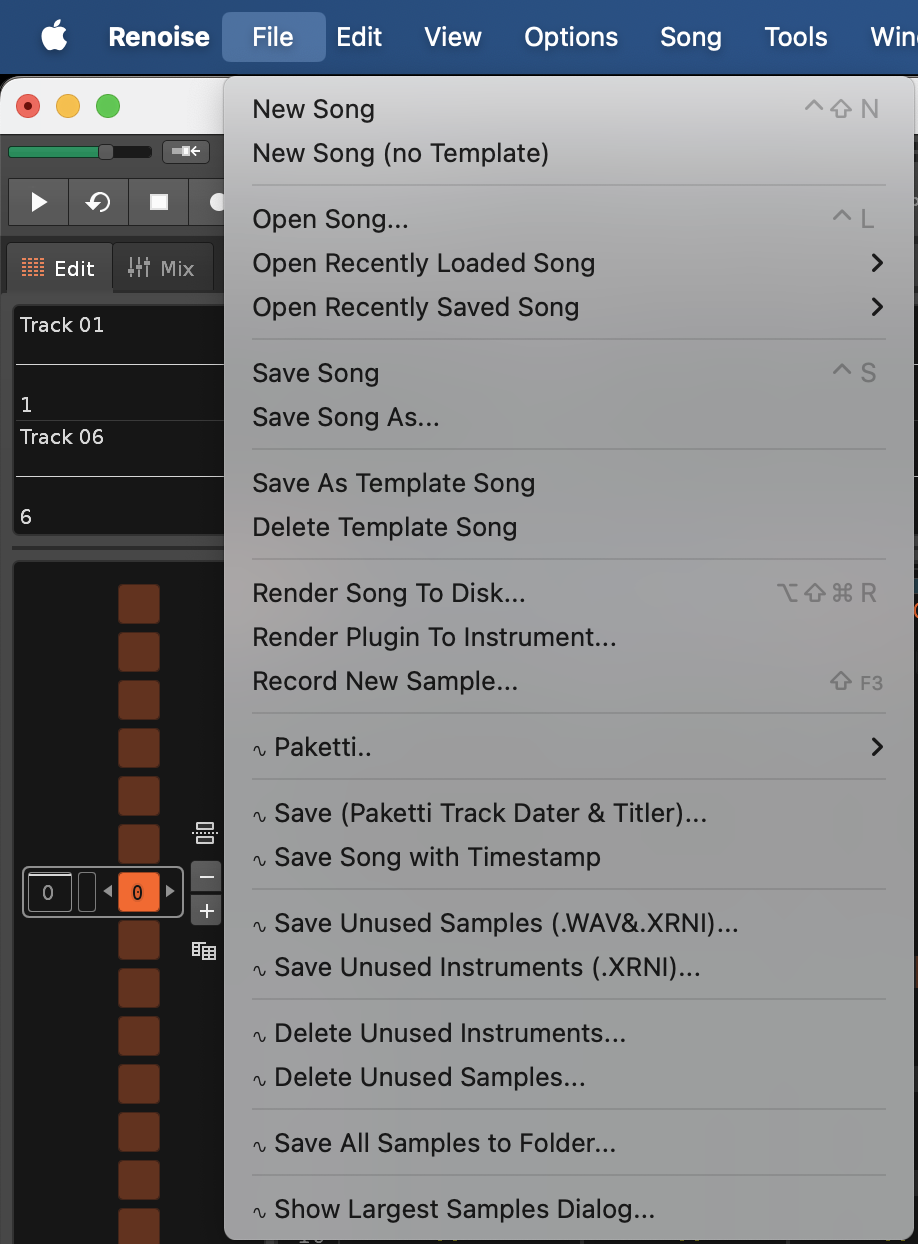 Renoise File Edit View Options Song Tools
New Song ^ ⇧ N
New Song (no Template)
Open Song... ^ L
Open Recently Loaded Song
Open Recently Saved Song
Save Song ^ S
Save Song As...
Save As Template Song
Delete Template Song
Render Song To Disk... ⌥ ⇧ ⌘ R
Render Plugin To Instrument...
Record New Sample... ⇧ F3
∿ Paketti..
∿ Save (Paketti Track Dater & Titler)...
∿ Save Song with Timestamp
∿ Save Unused Samples (.WAV&.XRNI)...
∿ Save Unused Instruments (.XRNI)...
∿ Delete Unused Instruments...
∿ Delete Unused Samples...
∿ Save All Samples to Folder...
∿ Show Largest Samples Dialog...
Edit Mix
Track 01
1
Track 06
6
0 0